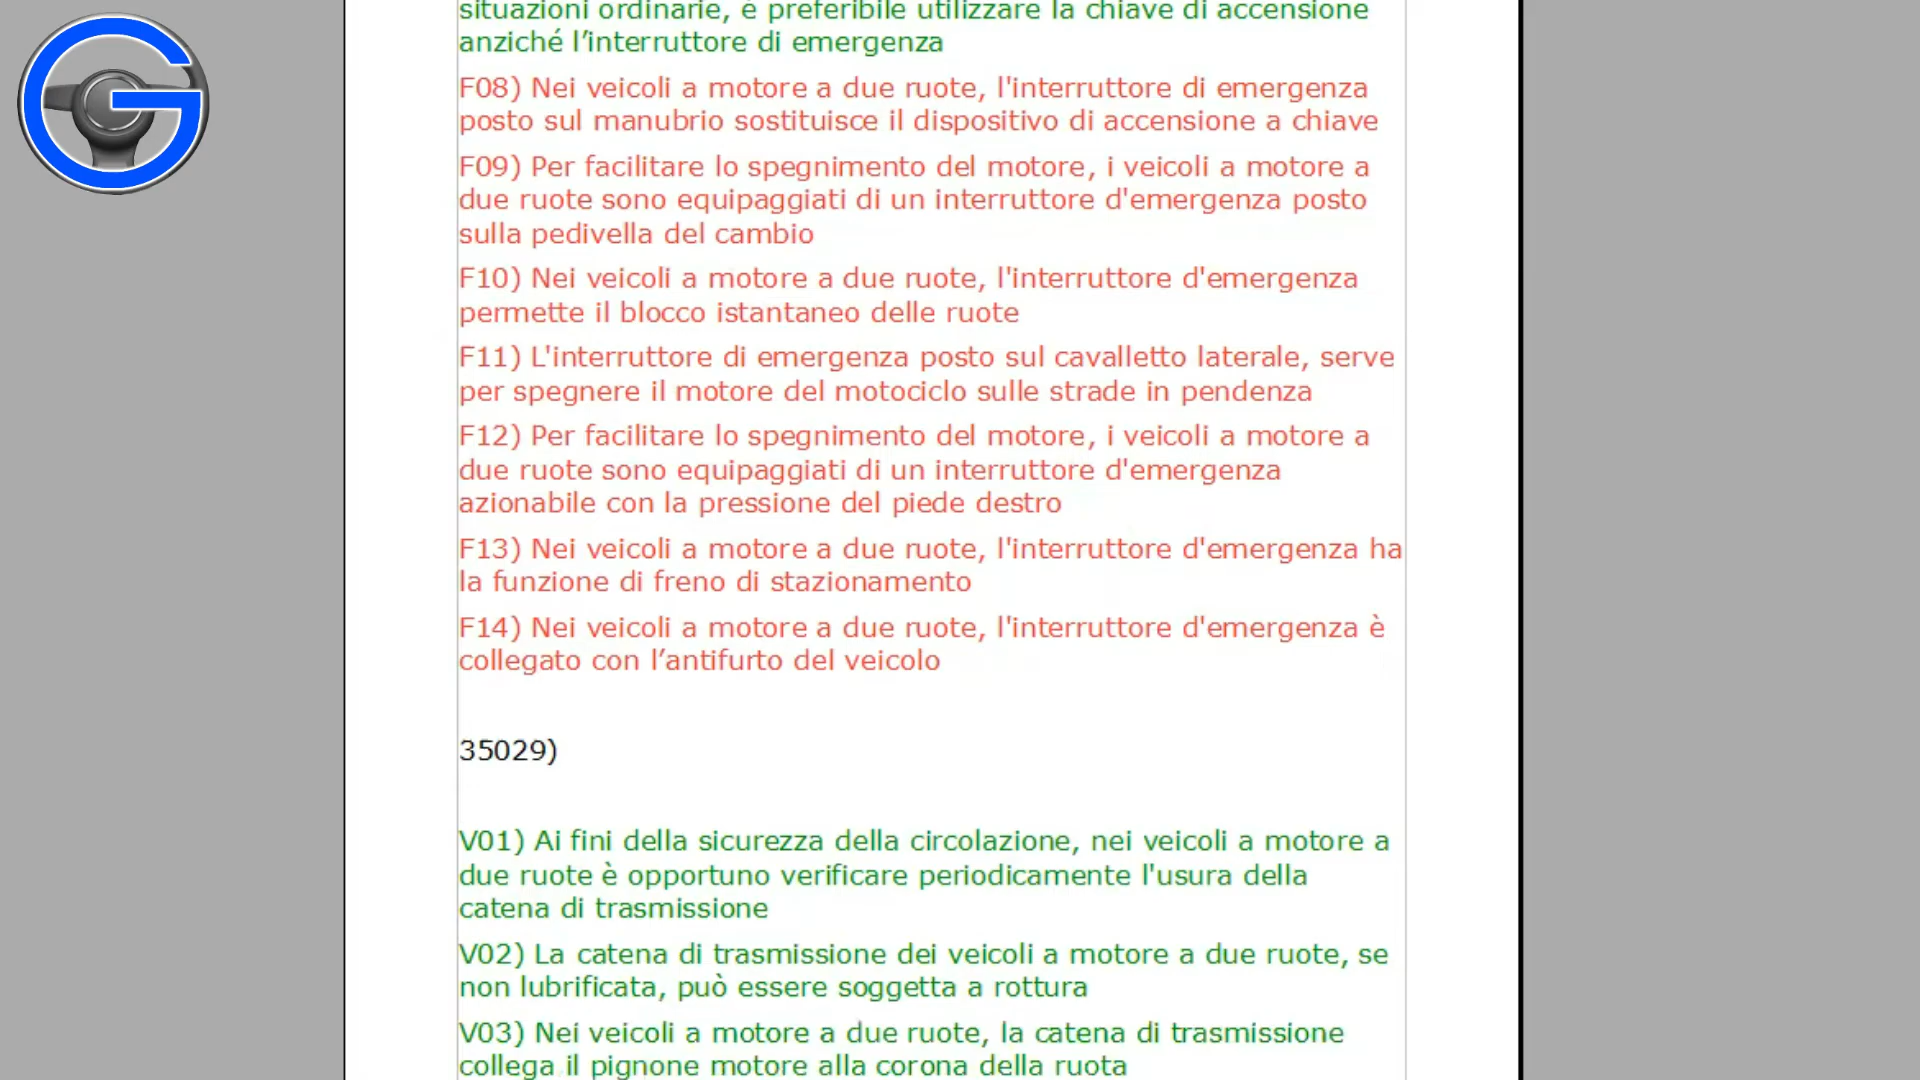 situazioni ordinarie, è preferibile utilizzare la chiave di accensione
anziché l’interruttore di emergenza
F08) Nei veicoli a motore a due ruote, l'interruttore di emergenza
posto sul manubrio sostituisce il dispositivo di accensione a chiave
F09) Per facilitare lo spegnimento del motore, i veicoli a motore a
due ruote sono equipaggiati di un interruttore d'emergenza posto
sulla pedivella del cambio
F10) Nei veicoli a motore a due ruote, l'interruttore d'emergenza
permette il blocco istantaneo delle ruote
F11) L'interruttore di emergenza posto sul cavalletto laterale, serve
per spegnere il motore del motociclo sulle strade in pendenza
F12) Per facilitare lo spegnimento del motore, i veicoli a motore a
due ruote sono equipaggiati di un interruttore d'emergenza
azionabile con la pressione del piede destro
F13) Nei veicoli a motore a due ruote, l'interruttore d'emergenza ha
la funzione di freno di stazionamento
F14) Nei veicoli a motore a due ruote, l'interruttore d'emergenza è
collegato con l’antifurto del veicolo
35029)
V01) Ai fini della sicurezza della circolazione, nei veicoli a motore a
due ruote è opportuno verificare periodicamente l'usura della
catena di trasmissione
V02) La catena di trasmissione dei veicoli a motore a due ruote, se
non lubrificata, può essere soggetta a rottura
V03) Nei veicoli a motore a due ruote, la catena di trasmissione
collega il pignone motore alla corona della ruota